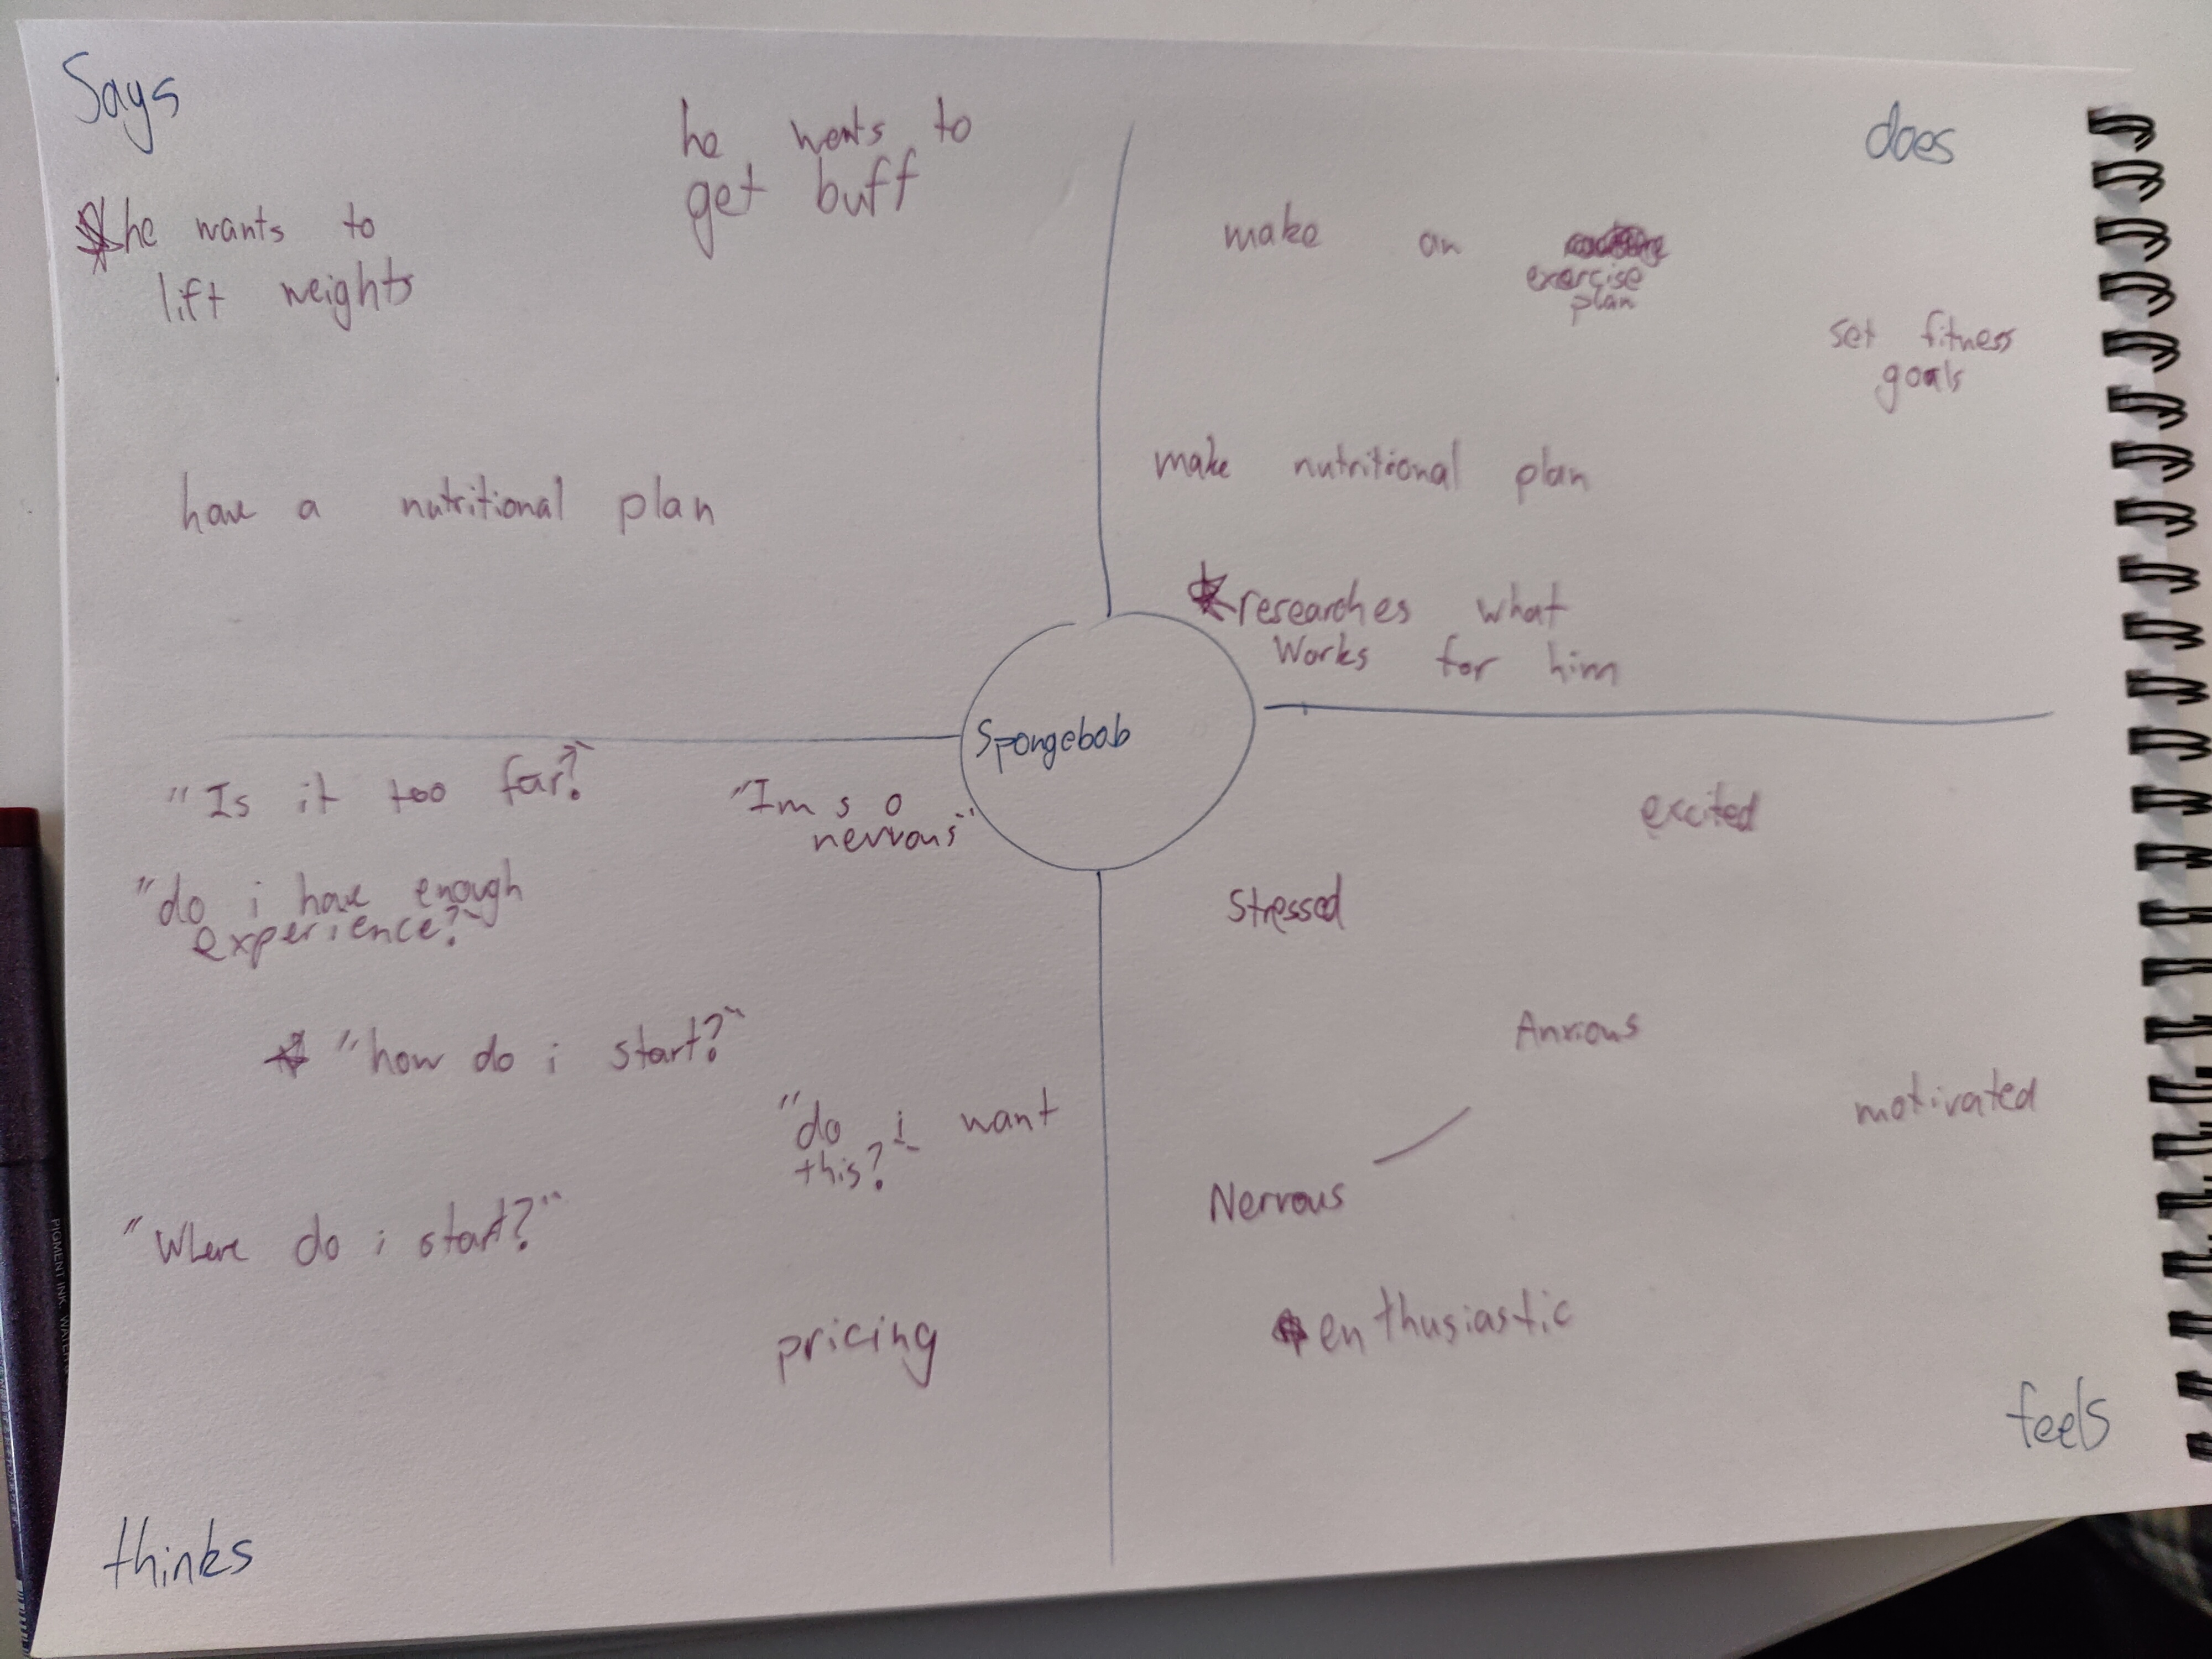 Says
he wants to
get buff
he wants to
lift weights
have a nutritional plan
does
make an
exercise
plan
set fitness
goals
make nutritional plan
researches what
Works for him
Spongebob
"Is it too far?"
"Im so
nervous"
"do i have enough
experience?"
"how do i start?"
"do i want
this?"
"Where do i start?"
pricing
thinks
excited
Stressed
Anxious
motivated
Nervous
enthusiastic
feels
PIGMENT INK. WATER